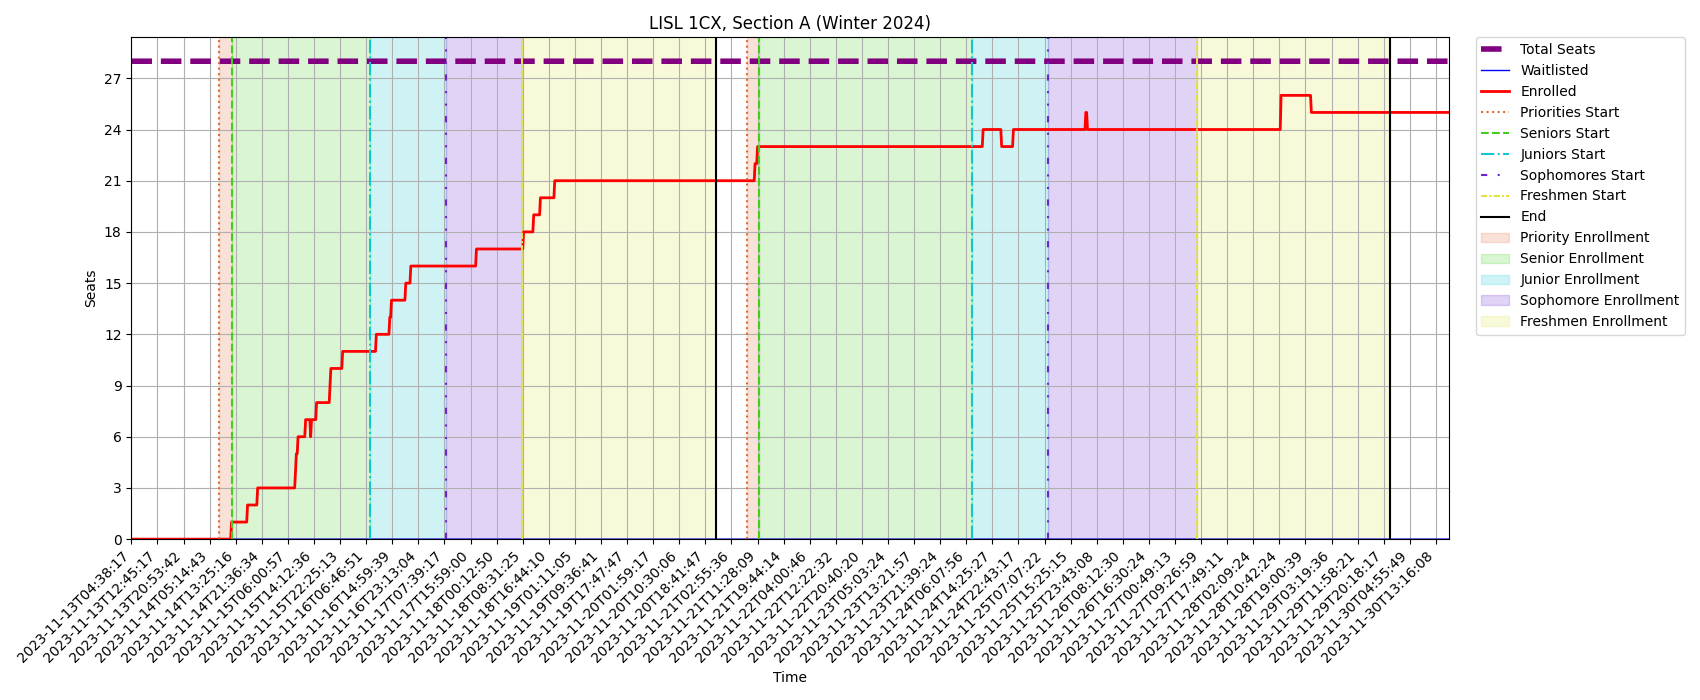 LISL 1CX, Section A (Winter 2024)
Total Seats
Waitlisted
Enrolled
Priorities Start
Seniors Start
Juniors Start
Sophomores Start
Freshmen Start
End
Priority Enrollment
Senior Enrollment
Junior Enrollment
Sophomore Enrollment
Freshmen Enrollment
Seats
27
24
21
18
15
12
9
6
3
0
2023-11-13T04:38:17
2023-11-13T12:45:17
2023-11-13T20:53:42
2023-11-14T05:14:43
2023-11-14T13:25:16
2023-11-14T21:36:34
2023-11-15T06:00:57
2023-11-15T14:12:36
2023-11-15T22:25:13
2023-11-16T06:46:51
2023-11-16T14:59:39
2023-11-16T23:13:04
2023-11-17T07:39:17
2023-11-17T15:59:00
2023-11-18T00:12:50
2023-11-18T08:31:25
2023-11-18T16:44:10
2023-11-19T01:11:05
2023-11-19T09:36:41
2023-11-19T17:47:47
2023-11-20T01:59:17
2023-11-20T10:30:06
2023-11-20T18:41:47
2023-11-21T02:55:36
2023-11-21T11:28:09
2023-11-21T19:44:14
2023-11-22T04:00:46
2023-11-22T12:22:32
2023-11-22T20:40:20
2023-11-23T05:03:24
2023-11-23T13:21:57
2023-11-23T21:39:24
2023-11-24T06:07:56
2023-11-24T14:25:27
2023-11-24T22:43:17
2023-11-25T07:07:22
2023-11-25T15:25:15
2023-11-25T23:43:08
2023-11-26T08:12:30
2023-11-26T16:30:24
2023-11-27T00:49:13
2023-11-27T09:26:59
2023-11-27T17:49:11
2023-11-28T02:09:24
2023-11-28T10:42:24
2023-11-28T19:00:39
2023-11-29T03:19:36
2023-11-29T11:58:21
2023-11-29T20:18:17
2023-11-30T04:55:49
2023-11-30T13:16:08
Time